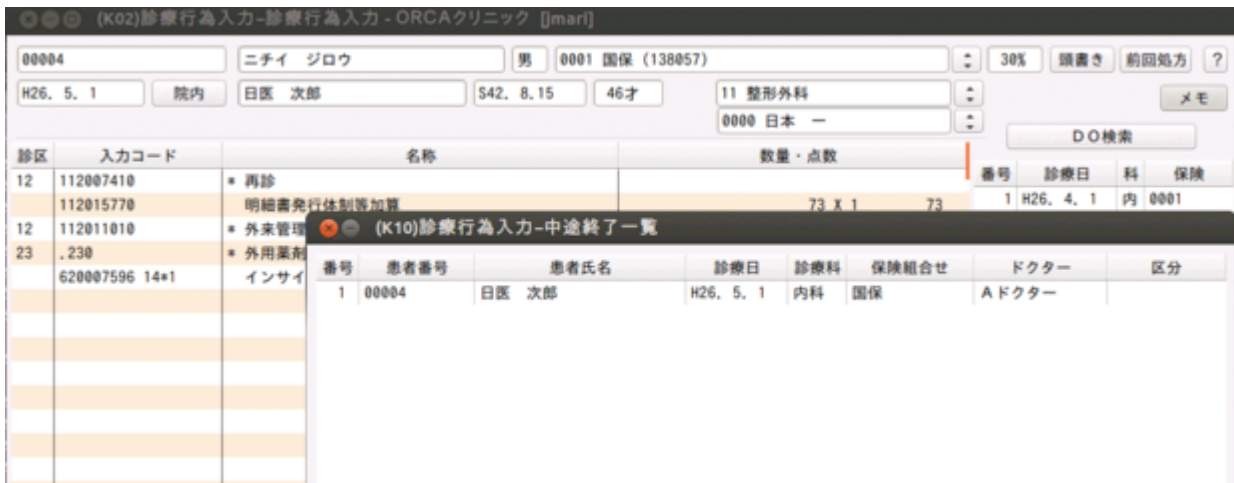 (K02)診療行為入力–診療行為入力 - ORCAクリニック [jmari]
00004 ニチイ ジロウ 男 0001 国保 (138057) 30% 頭書き 前回処方 ?
H26. 5. 1 院内 日医 次郎 S42. 8.15 46才 11 整形外科 メモ
0000 日本 一
DO検索
診区 入力コード 名称 数量・点数
番号 診療日 科 保険
12 112007410 * 再診
1 H26. 4. 1 内 0001
112015770 明細書発行体制等加算 73 X 1 73
12 112011010 * 外来管理
23 .230 * 外用薬剤
620007596 14*1 インサイ
(K10)診療行為入力–中途終了一覧
番号 患者番号 患者氏名 診療日 診療科 保険組合せ ドクター 区分
1 00004 日医 次郎 H26. 5. 1 内科 国保 Aドクター